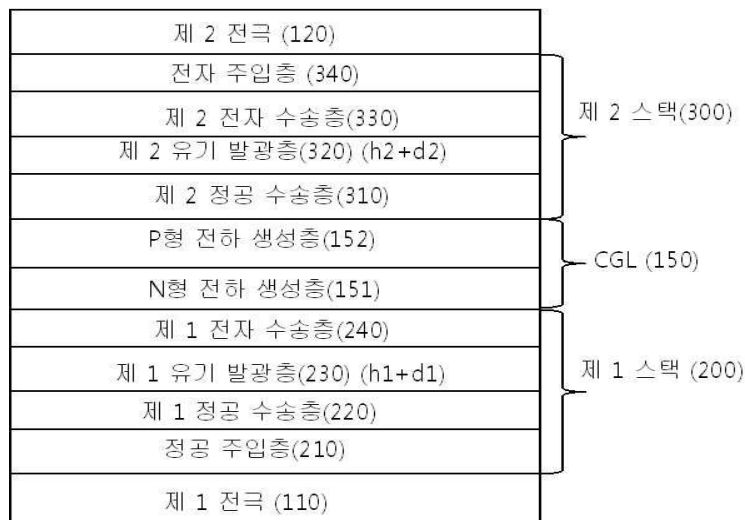 제 2 전극 (120)
전자 주입층 (340)
제 2 전자 수송층(330)
제 2 유기 발광층(320) (h2+d2)
제 2 정공 수송층(310)
제 2 스택(300)
P형 전하 생성층(152)
N형 전하 생성층(151)
CGL (150)
제 1 전자 수송층(240)
제 1 유기 발광층(230) (h1+d1)
제 1 정공 수송층(220)
정공 주입층(210)
제 1 스택 (200)
제 1 전극 (110)